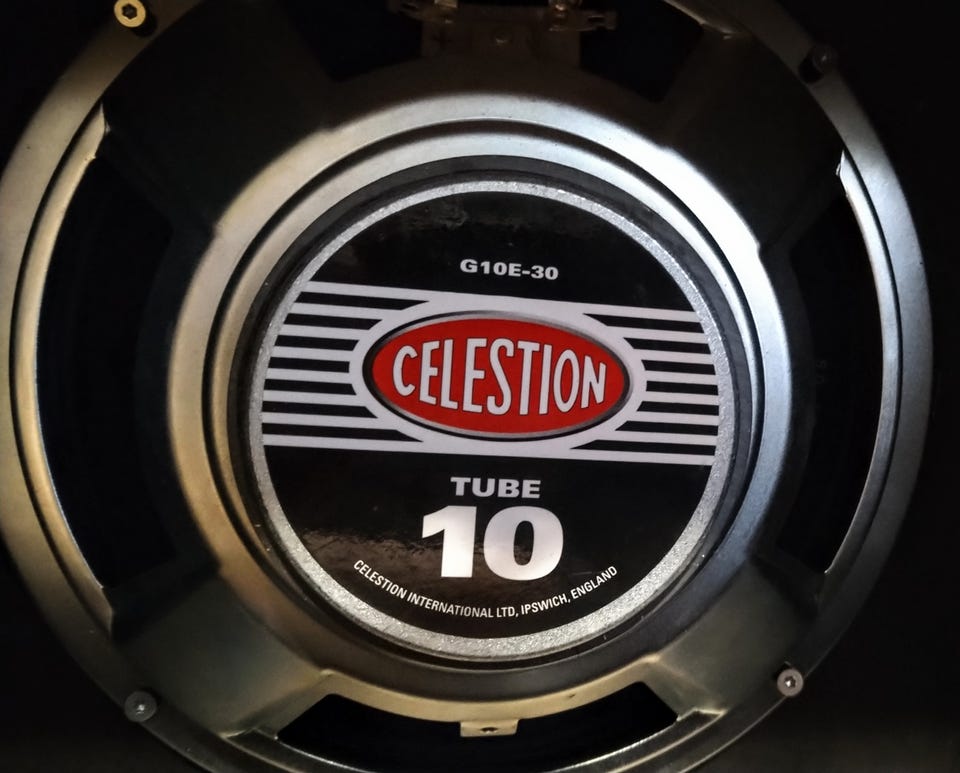 G10E-30
CELESTION
TUBE
10
CELESTION INTERNATIONAL LTD, IPSWICH, ENGLAND